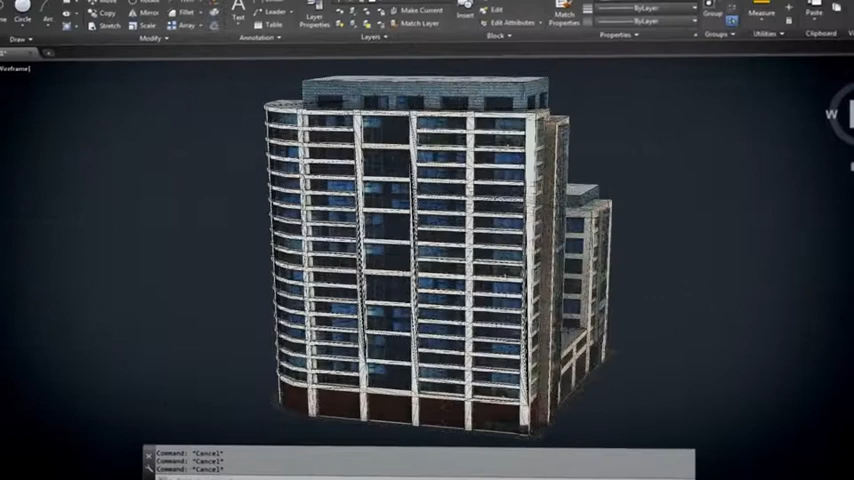 Circle
Arc
Draw
Copy
Mirror
Fillet
Stretch
Scale
Array
Modify
Text
Leader
Table
Annotation
Layer
Properties
Make Current
Match Layer
Layers
Insert
Edit
Edit Attributes
Block
Match
Properties
ByLayer
ByLayer
Properties
Group
Groups
Measure
Utilities
Paste
Clipboard
Wireframe]
W
Command: *Cancel*
Command: *Cancel*
Command: *Cancel*